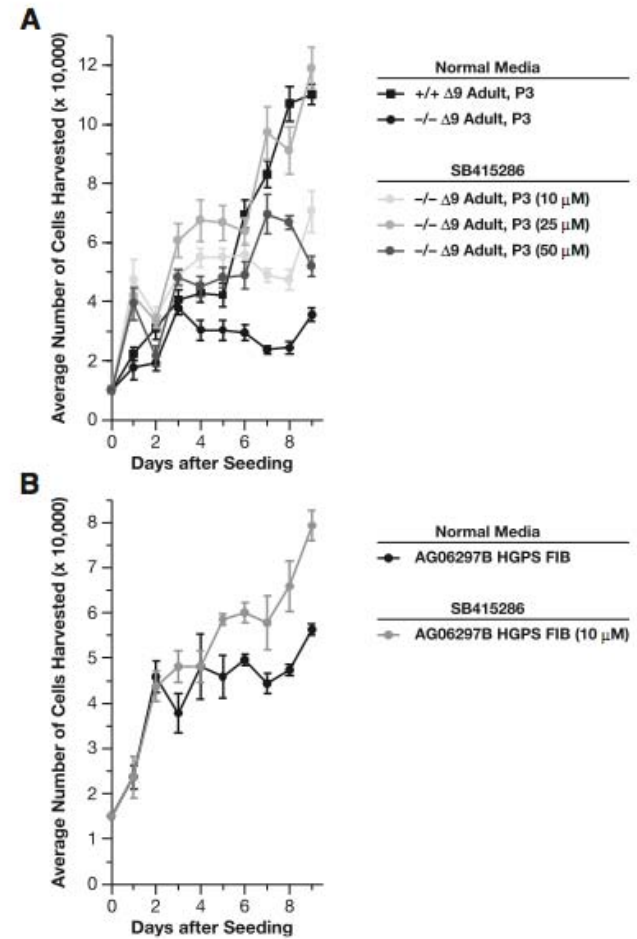 A
Average Number of Cells Harvested (x 10,000)
12
10
8
6
4
2
0
0 2 4 6 8
Days after Seeding
Normal Media
+/+ Δ9 Adult, P3
–/– Δ9 Adult, P3
SB415286
–/– Δ9 Adult, P3 (10 μM)
–/– Δ9 Adult, P3 (25 μM)
–/– Δ9 Adult, P3 (50 μM)
B
Average Number of Cells Harvested (x 10,000)
8
7
6
5
4
3
2
1
0
0 2 4 6 8
Days after Seeding
Normal Media
AG06297B HGPS FIB
SB415286
AG06297B HGPS FIB (10 μM)